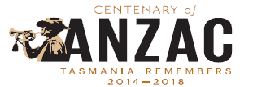 CENTENARY of
ANZAC
TASMANIA REMEMBERS
2014–2018